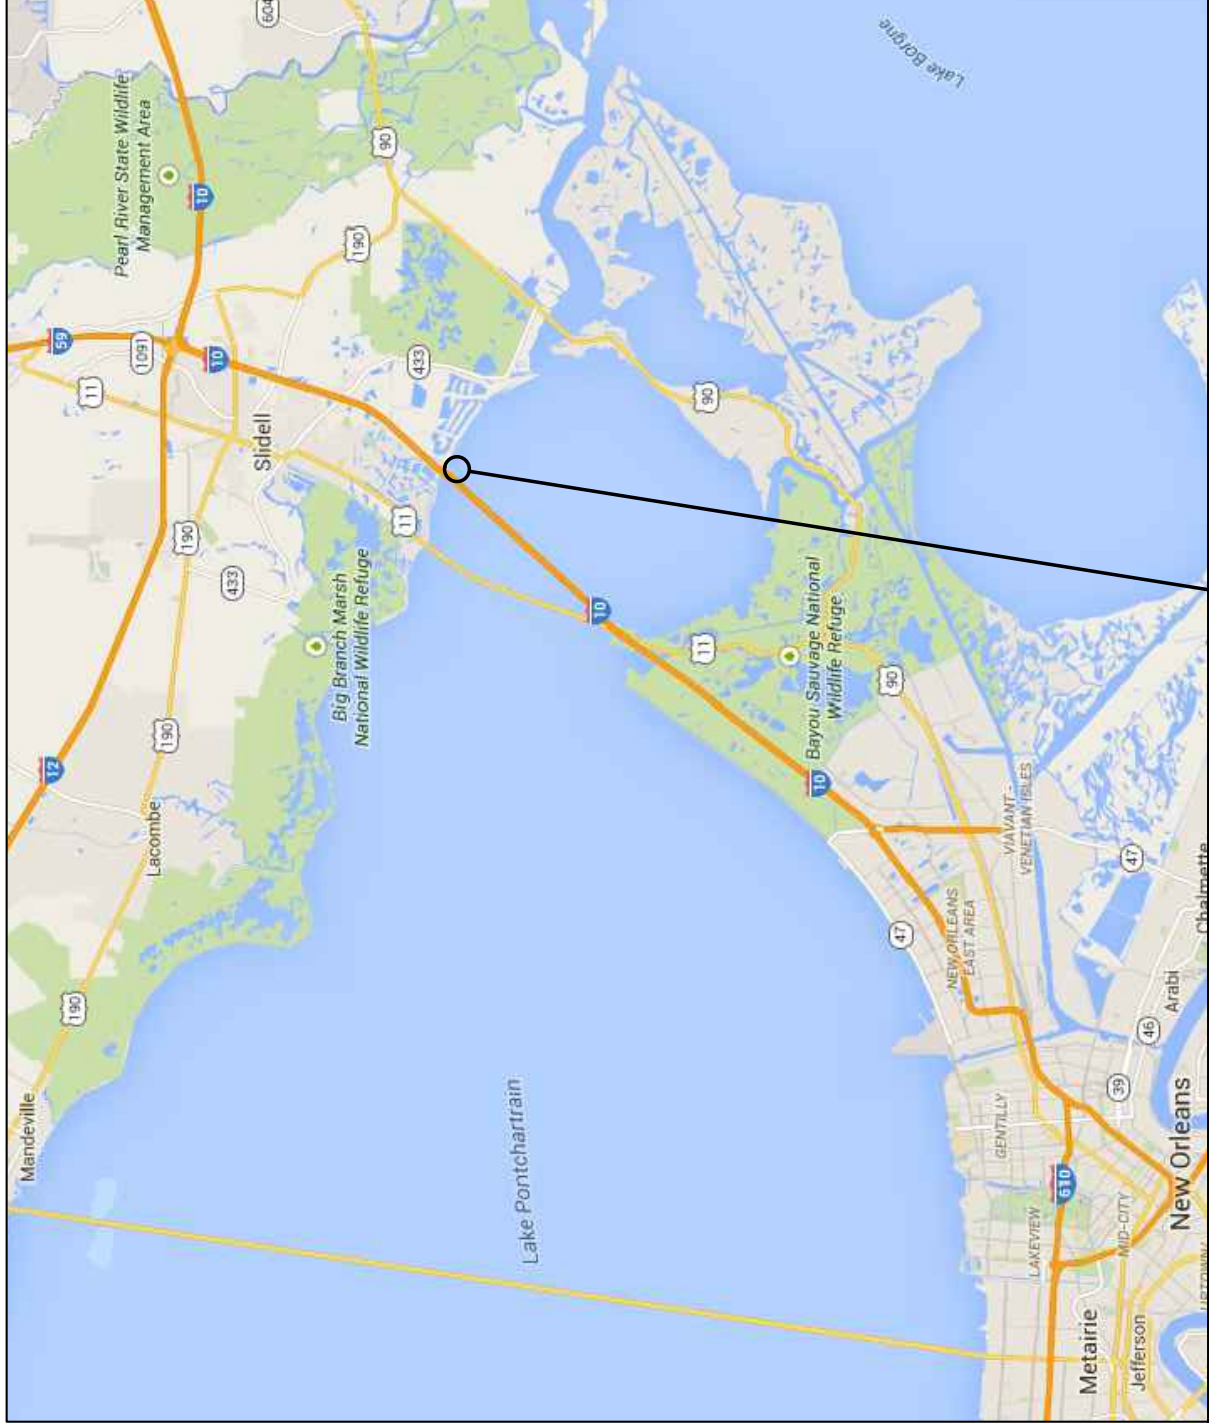 Mandeville
12
59
190
11
Pearl River State Wildlife
Management Area
1091
Lacombe
190
190
10
10
433
Slidell
604
Big Branch Marsh
National Wildlife Refuge
190
90
11
433
Lake Pontchartrain
10
11
90
Bayou Sauvage National
Wildlife Refuge
10
90
47
Lake Borgne
NEW ORLEANS
EAST AREA
GENTILLY
VIAVANT -
VENETIAN ISLES
LAKEVIEW
610
Metairie
39
MID-CITY
47
Jefferson
46
Arabi
New Orleans
Chalmette
UPTOWN